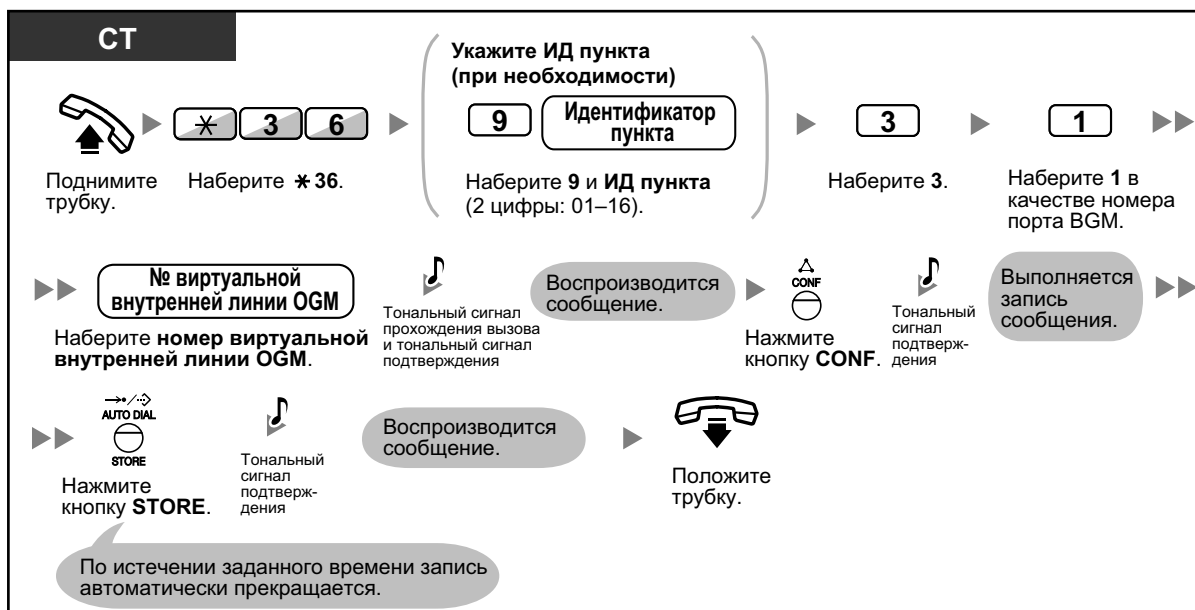 СТ
Укажите ИД пункта
(при необходимости)
✳ 3 6
9
Идентификатор
пункта
3
1
Поднимите
трубку.
Наберите ✳ 36.
Наберите 9 и ИД пункта
(2 цифры: 01–16).
Наберите 3.
Наберите 1 в
качестве номера
порта BGM.
№ виртуальной
внутренней линии OGM
Наберите номер виртуальной
внутренней линии OGM.
Тональный сигнал
прохождения вызова
и тональный сигнал
подтверждения
Воспроизводится
сообщение.
CONF
Нажмите
кнопку CONF.
Тональный
сигнал
подтверж-
дения
Выполняется
запись
сообщения.
AUTO DIAL
STORE
Нажмите
кнопку STORE.
Тональный
сигнал
подтверж-
дения
Воспроизводится
сообщение.
Положите
трубку.
По истечении заданного времени запись
автоматически прекращается.